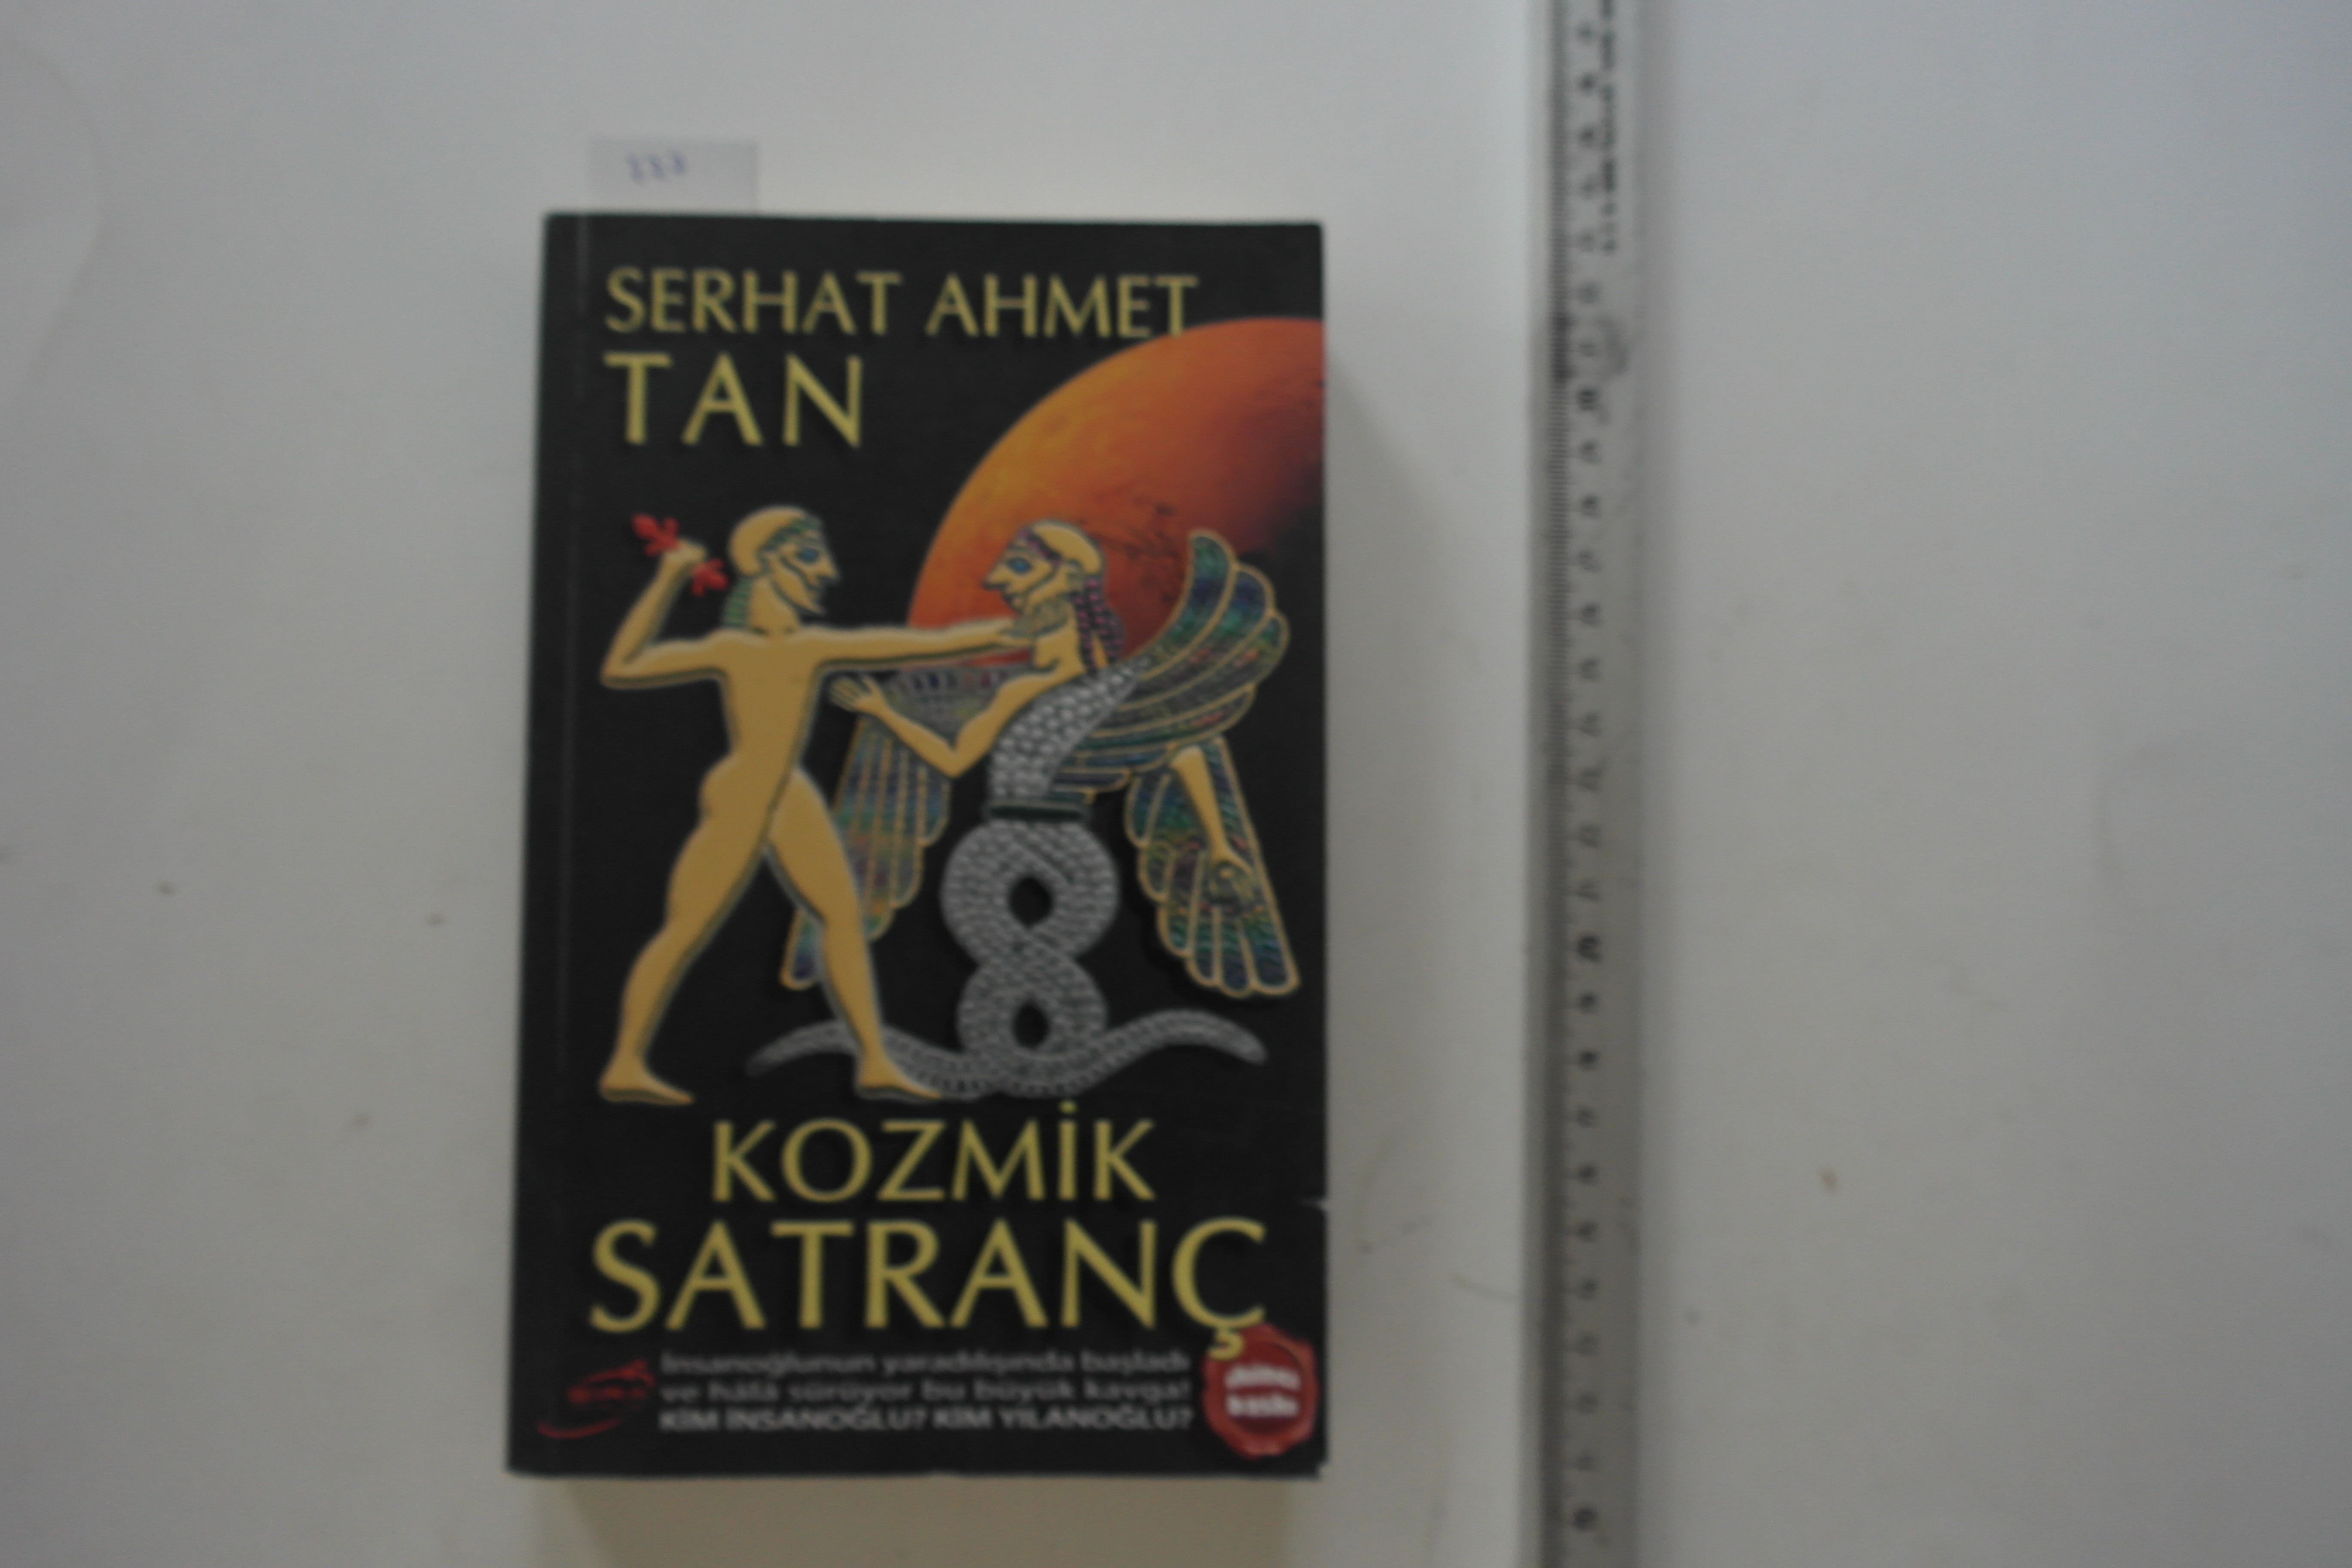 SERHAT AHMET
TAN
KOZMİK
SATRANÇ
İnsanoğlunun yaradılışında başladı
ve hâlâ sürüyor bu büyük kavga!
KİM İNSANOĞLU? KİM YILANOĞLU?